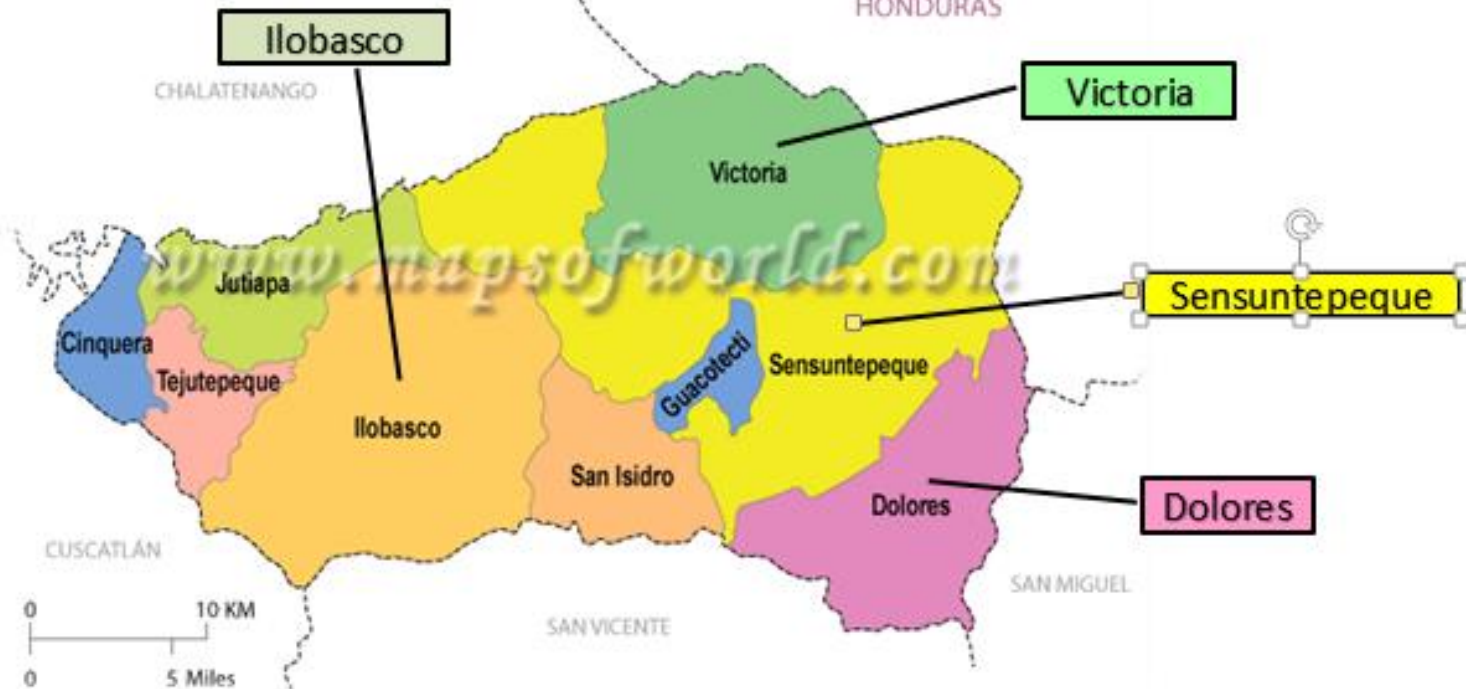 HONDURAS
Ilobasco
CHALATENANGO
Victoria
Victoria
www.mapsofworld.com
Jutiapa
Sensuntepeque
Cinquera
Tejutepeque
Guacotecti
Sensuntepeque
Ilobasco
San Isidro
Dolores
Dolores
CUSCATLÁN
SAN MIGUEL
0 10 KM
SAN VICENTE
0 5 Miles